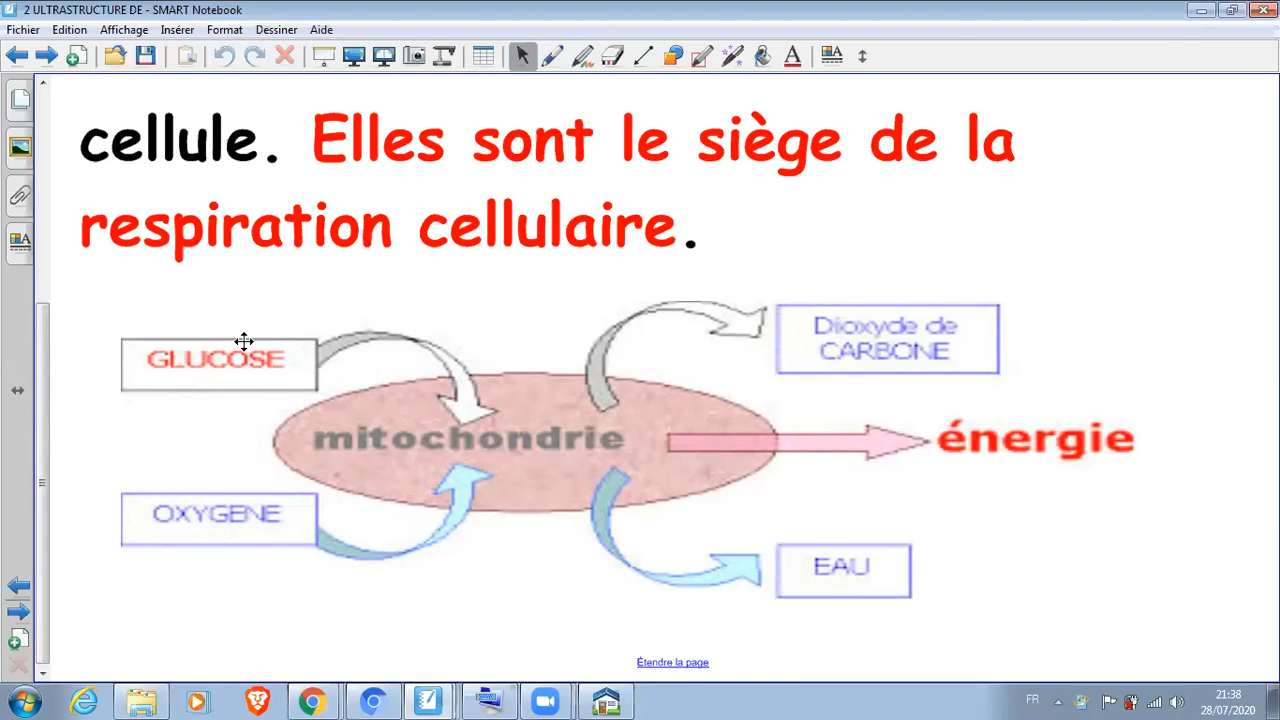 2 ULTRASTRUCTURE DE - SMART Notebook
Fichier Edition Affichage Insérer Format Dessiner Aide
cellule. Elles sont le siège de la
respiration cellulaire.
Dioxyde de
CARBONE
GLUCOSE
mitochondrie
énergie
OXYGENE
EAU
Étendre la page
FR
21:38
28/07/2020